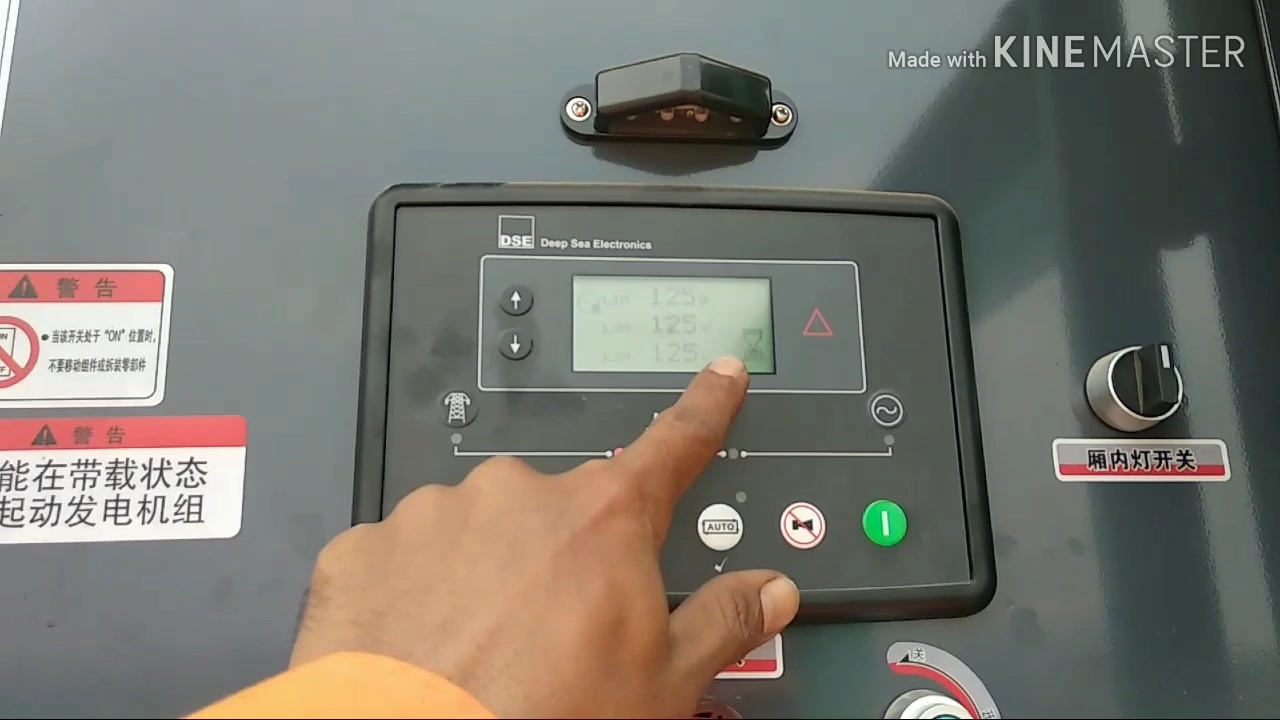 Made with KINEMASTER
DSE Deep Sea Electronics
125
125
125
警告
当该开关处于 "ON" 位置时,
不要移动组件或拆装零部件
警告
能在带载状态
起动发电机组
AUTO
厢内灯开关
关